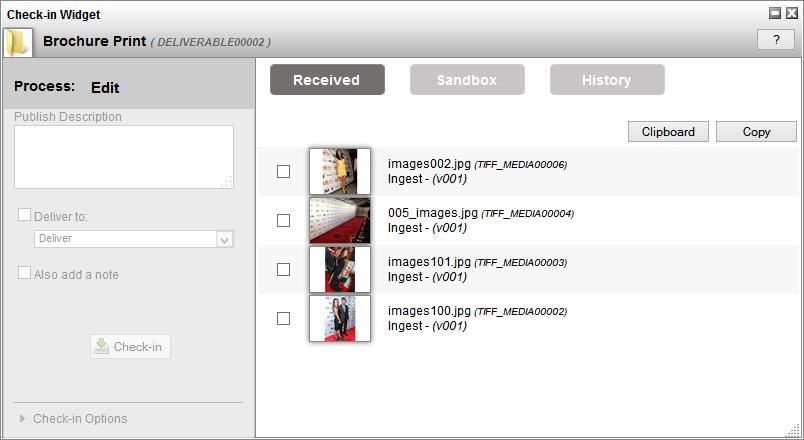 Check-in Widget
Brochure Print ( DELIVERABLE00002 )
?
Process: Edit
Publish Description
Deliver to:
Deliver
Also add a note
Check-in
Check-in Options
Received
Sandbox
History
Clipboard
Copy
images002.jpg (TIFF_MEDIA00006)
Ingest - (v001)
005_images.jpg (TIFF_MEDIA00004)
Ingest - (v001)
images101.jpg (TIFF_MEDIA00003)
Ingest - (v001)
images100.jpg (TIFF_MEDIA00002)
Ingest - (v001)